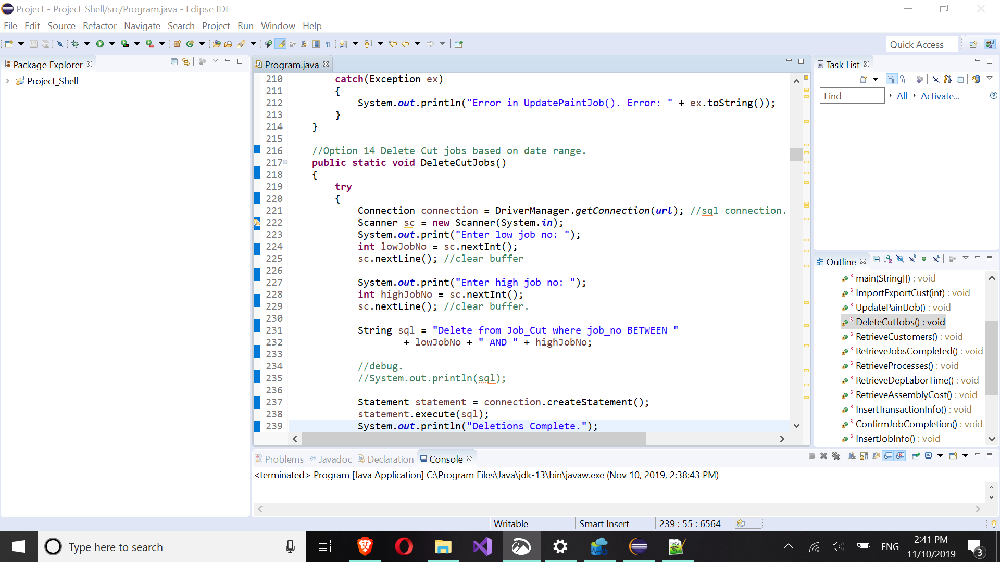 Project - Project_Shell/src/Program.java - Eclipse IDE
File Edit Source Refactor Navigate Search Project Run Window Help
Quick Access
Package Explorer
Project_Shell
Program.java
210 catch(Exception ex)
211 {
212 System.out.println("Error in UpdatePaintJob(). Error: " + ex.toString());
213 }
214 }
215
216 //Option 14 Delete Cut jobs based on date range.
217 public static void DeleteCutJobs()
218 {
219 try
220 {
221 Connection connection = DriverManager.getConnection(url); //sql connection.
222 Scanner sc = new Scanner(System.in);
223 System.out.print("Enter low job no: ");
224 int lowJobNo = sc.nextInt();
225 sc.nextLine(); //clear buffer
226
227 System.out.print("Enter high job no: ");
228 int highJobNo = sc.nextInt();
229 sc.nextLine(); //clear buffer.
230
231 String sql = "Delete from Job_Cut where job_no BETWEEN "
232 + lowJobNo + " AND " + highJobNo;
233
234 //debug.
235 //System.out.println(sql);
236
237 Statement statement = connection.createStatement();
238 statement.execute(sql);
239 System.out.println("Deletions Complete.");
Task List
Find All Activate...
Outline
main(String[]) : void
ImportExportCust(int) : void
UpdatePaintJob() : void
DeleteCutJobs() : void
RetrieveCustomers() : void
RetrieveJobsCompleted() : void
RetrieveProcesses() : void
RetrieveDepLaborTime() : void
RetrieveAssemblyCost() : void
InsertTransactionInfo() : void
ConfirmJobCompletion() : void
InsertJobInfo() : void
Problems @ Javadoc Declaration Console
<terminated> Program [Java Application] C:\Program Files\Java\jdk-13\bin\javaw.exe (Nov 10, 2019, 2:38:43 PM)
Writable Smart Insert 239 : 55 : 6564
Type here to search
ENG
2:41 PM
11/10/2019
3